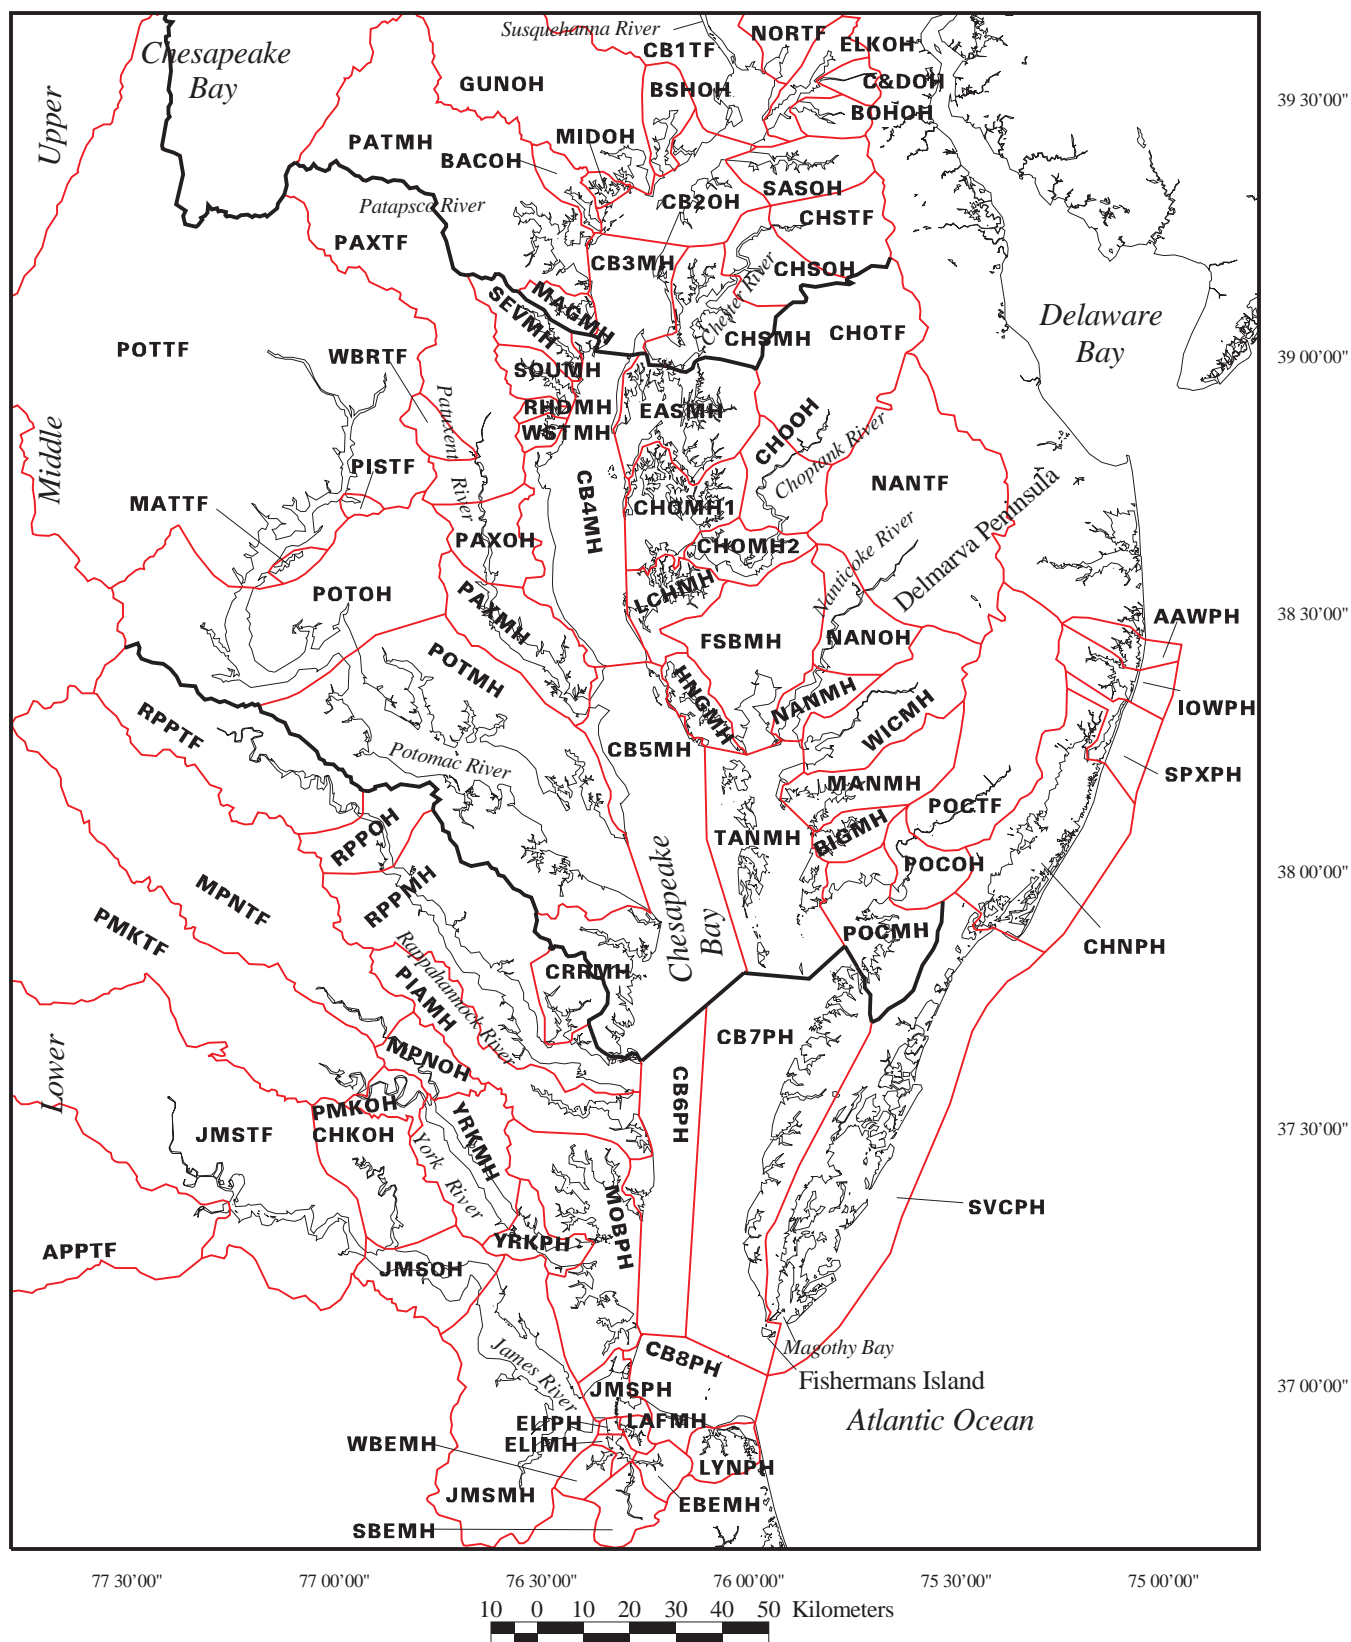 Susquehanna River
NORTF
ELKOH
Chesapeake
Bay
CB1TF
C&DOH
GUNOH
BSHOH
BOHOH
39 30'00"
Upper
MIDOH
PATMH
BACOH
SASOH
CB2OH
Patapsco River
CHSTF
PAXTF
CB3MH
CHSOH
MAGMH
SEVMH
Chester River
Delaware
Bay
CHSMH
CHOTF
POTTF
WBRTF
39 00'00"
SOUMH
RHDMH
EASMH
Patuxent
River
WSTMH
CHOOH
Choptank River
Middle
PISTF
NANTF
MATTF
CB4MH
CHOMH1
PAXOH
CHOMH2
Nanticoke River
Delmarva Peninsula
POTOH
LCHMH
PAXMH
38 30'00"
AAWPH
FSBMH
NANOH
POTMH
HNGMH
NANMH
IOWPH
RPPTF
WICMH
CB5MH
Potomac River
SPXPH
MANMH
POCTF
RPPOH
TANMH
BIGMH
POCOH
38 00'00"
MPNTF
RPPMH
Chesapeake
Bay
PMKTF
POCMH
CHNPH
Rappahannock River
CRRMH
PIAMH
CB7PH
Lower
MPNOH
CB6PH
PMKOH
YRKMH
JMSTF
CHKOH
37 30'00"
York
River
MOBPH
SVCPH
APPTF
YRKPH
JMSOH
Magothy Bay
James River
CB8PH
Fishermans Island
JMSPH
37 00'00"
Atlantic Ocean
ELIPH
LAFMH
WBEMH
ELIMH
LYNPH
JMSMH
EBEMH
SBEMH
77 30'00"
77 00'00"
76 30'00"
76 00'00"
75 30'00"
75 00'00"
10 0 10 20 30 40 50 Kilometers